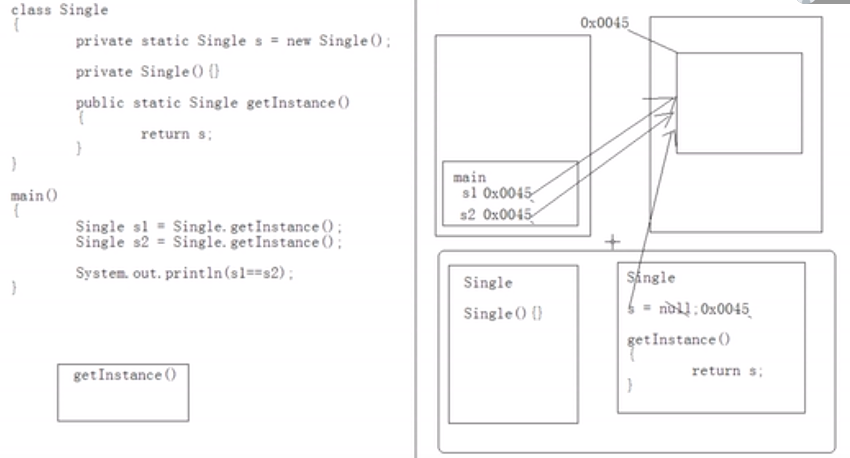 class Single
{
private static Single s = new Single();
private Single(){}
public static Single getInstance()
{
return s;
}
}
main()
{
Single s1 = Single.getInstance();
Single s2 = Single.getInstance();
System.out.println(s1==s2);
}
getInstance()
0x0045
main
s1 0x0045
s2 0x0045
Single
Single(){}
Single
s = null;0x0045
getInstance()
{
return s;
}